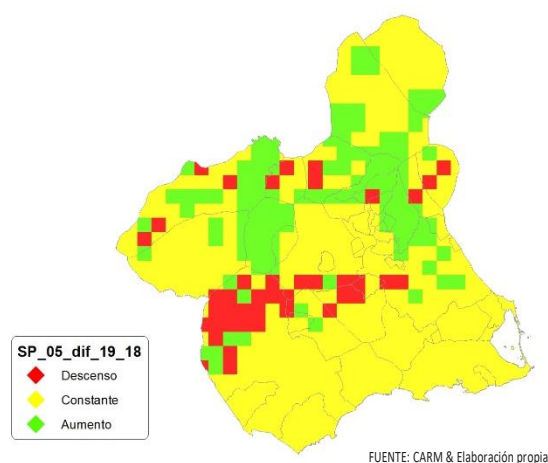 SP_05_dif_19_18
Descenso
Constante
Aumento
FUENTE: CARM & Elaboración propia